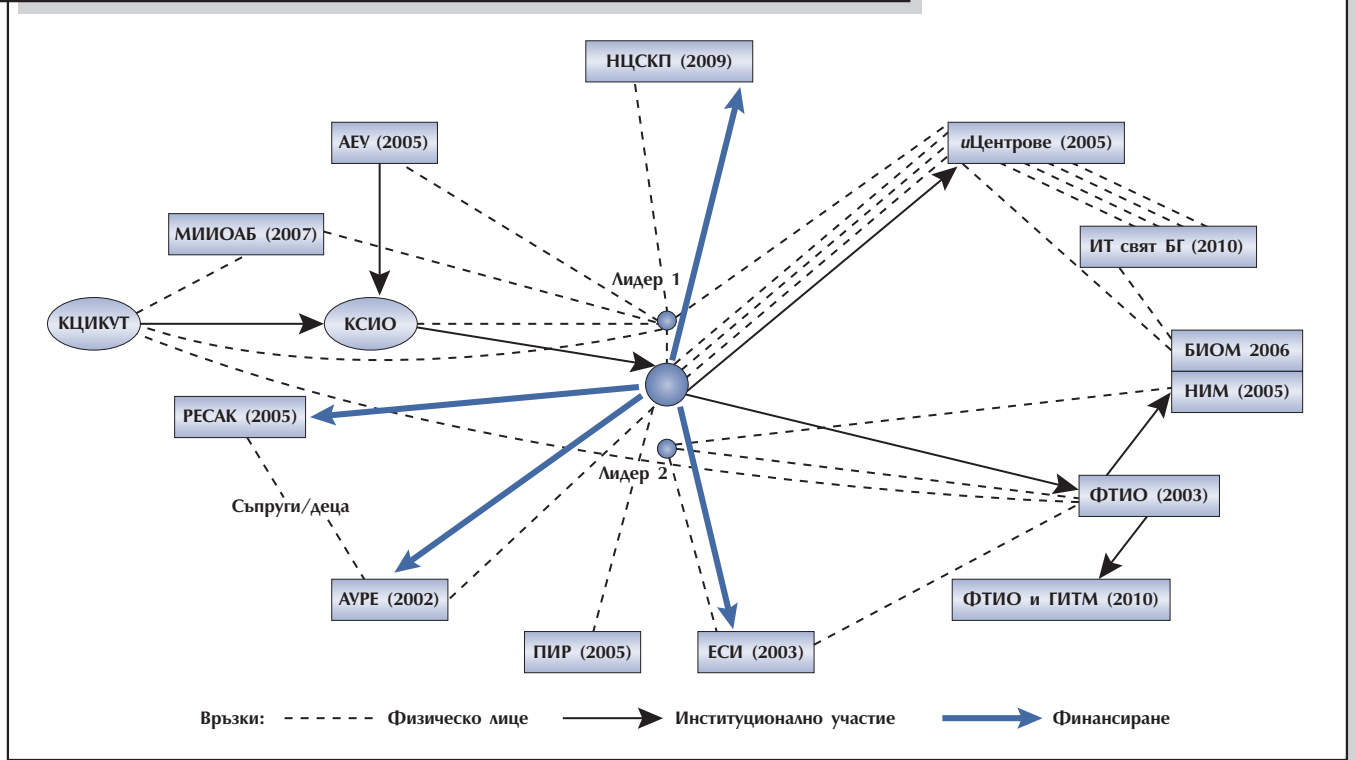 НЦСКП (2009)
АЕУ (2005)
иЦентрове (2005)
МИИОАБ (2007)
ИТ свят БГ (2010)
Лидер 1
КЦИКУТ
КСИО
БИОМ 2006
НИМ (2005)
РЕСАК (2005)
Лидер 2
ФТИО (2003)
Съпруги/деца
АУРЕ (2002)
ФТИО и ГИТМ (2010)
ПИР (2005)
ЕСИ (2003)
Връзки: Физическо лице Институционално участие Финансиране